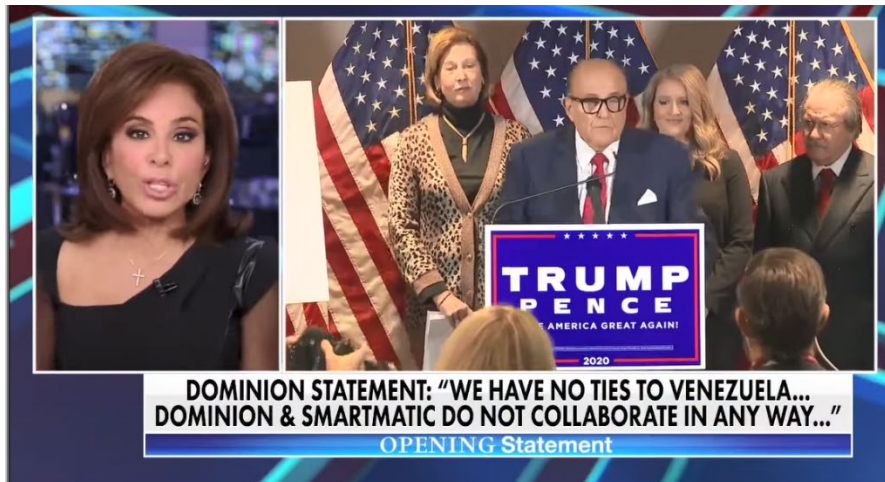 TRUMP
PENCE
AMERICA GREAT AGAIN!
2020
DOMINION STATEMENT: “WE HAVE NO TIES TO VENEZUELA...
DOMINION & SMARTMATIC DO NOT COLLABORATE IN ANY WAY...”
OPENING Statement